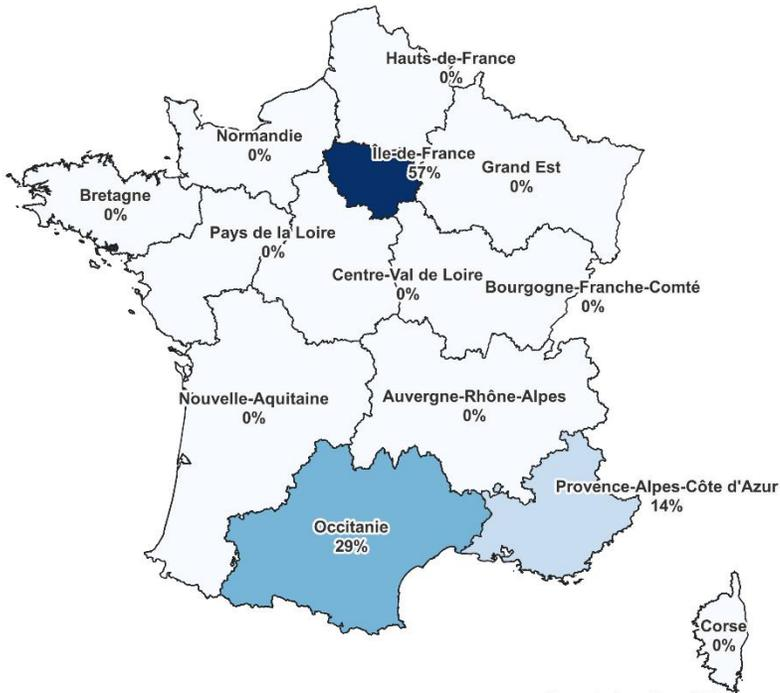 Hauts-de-France
0%
Normandie
0%
Île-de-France
57%
Grand Est
0%
Bretagne
0%
Pays de la Loire
0%
Centre-Val de Loire
0%
Bourgogne-Franche-Comté
0%
Nouvelle-Aquitaine
0%
Auvergne-Rhône-Alpes
0%
Provence-Alpes-Côte d'Azur
14%
Occitanie
29%
Corse
0%